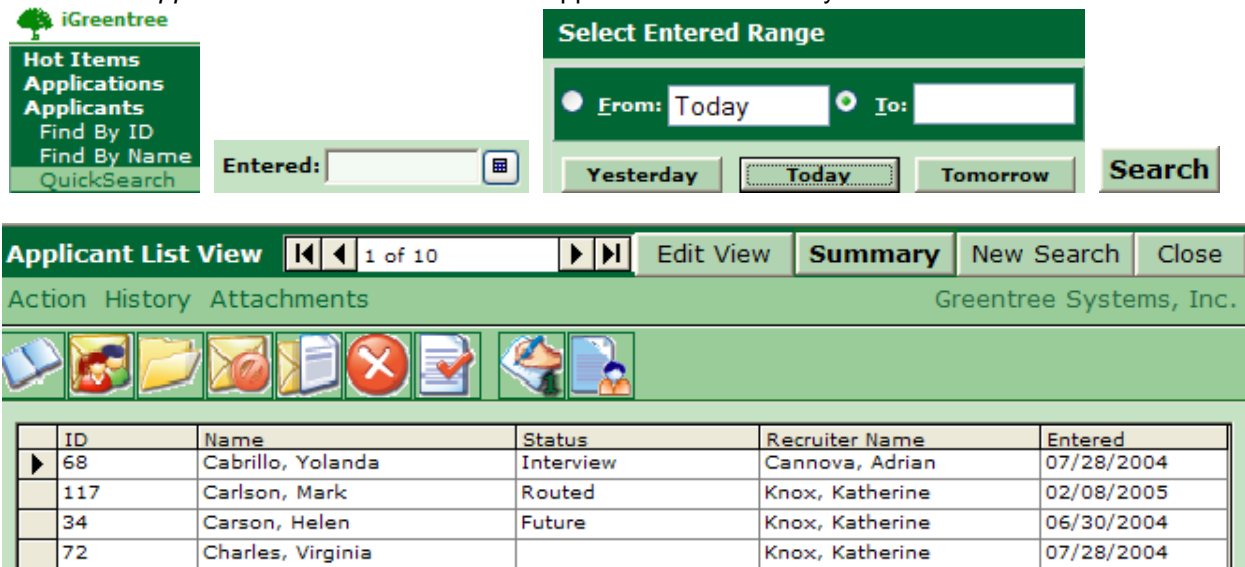 iGreentree
Hot Items
Applications
Applicants
Find By ID
Find By Name
QuickSearch
Entered:
Select Entered Range
From: Today To:
Yesterday Today Tomorrow
Search
Applicant List View 1 of 10 Edit View Summary New Search Close
Action History Attachments Greentree Systems, Inc.
ID Name Status Recruiter Name Entered
68 Cabrillo, Yolanda Interview Cannova, Adrian 07/28/2004
117 Carlson, Mark Routed Knox, Katherine 02/08/2005
34 Carson, Helen Future Knox, Katherine 06/30/2004
72 Charles, Virginia Knox, Katherine 07/28/2004